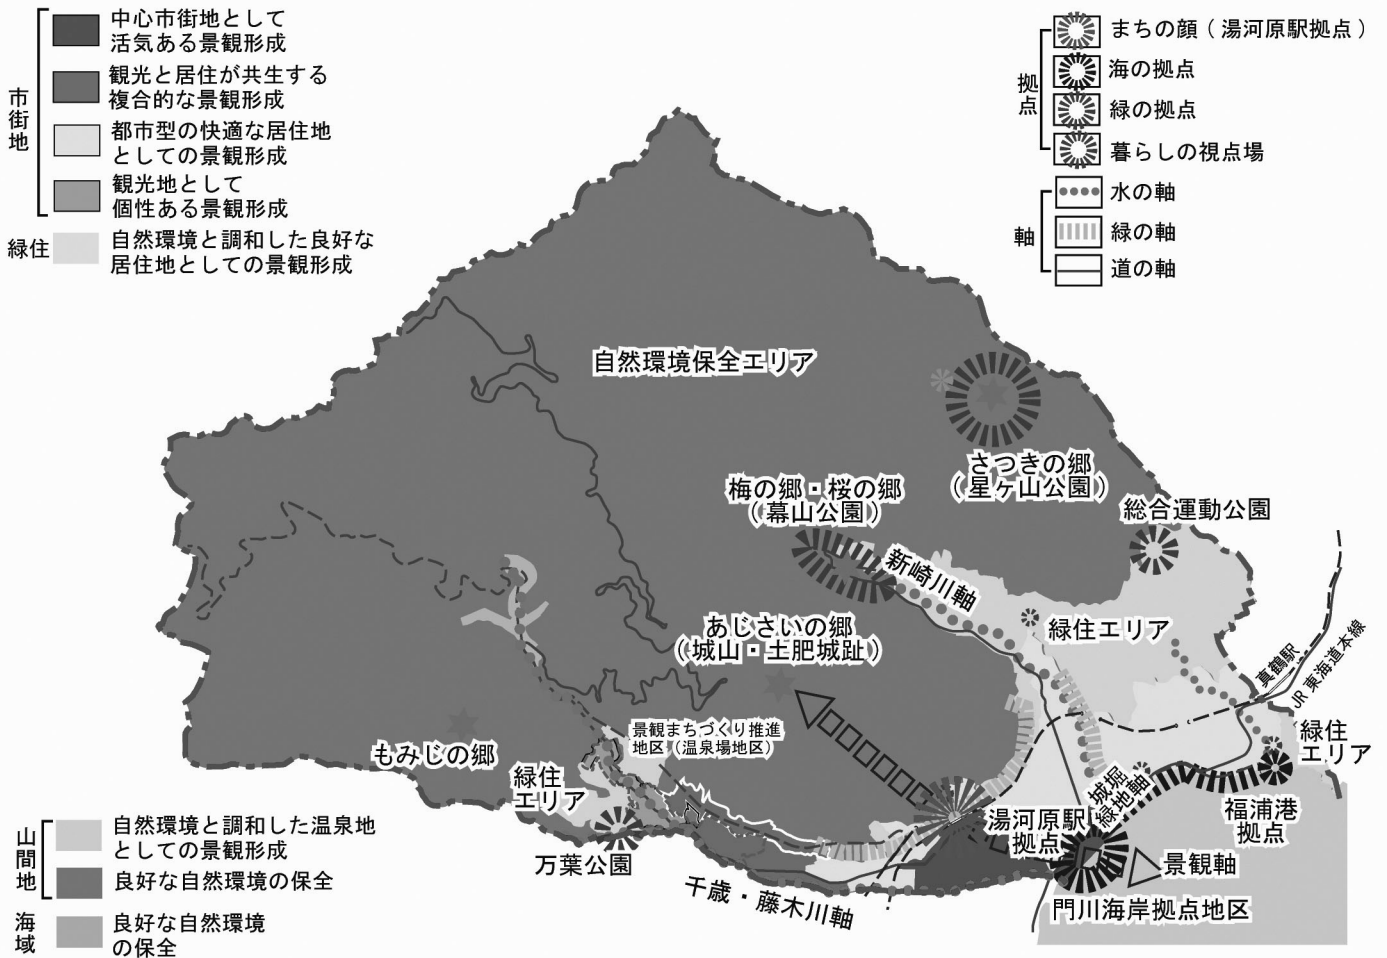 市街地
中心市街地として
活気ある景観形成
観光と居住が共生する
複合的な景観形成
都市型の快適な居住地
としての景観形成
観光地として
個性ある景観形成
緑住
自然環境と調和した良好な
居住地としての景観形成
拠点
まちの顔（湯河原駅拠点）
海の拠点
緑の拠点
暮らしの視点場
軸
水の軸
緑の軸
道の軸
自然環境保全エリア
さつきの郷
（星ヶ山公園）
梅の郷・桜の郷
（幕山公園）
総合運動公園
新崎川軸
緑住エリア
あじさいの郷
（城山・土肥城趾）
真鶴駅
JR東海道本線
景観まちづくり推進
地区（温泉場地区）
もみじの郷
緑住
エリア
緑住
エリア
城堀
緑地軸
福浦港
拠点
湯河原駅
拠点
万葉公園
景観軸
千歳・藤木川軸
門川海岸拠点地区
山間地
自然環境と調和した温泉地
としての景観形成
良好な自然環境の保全
海域
良好な自然環境
の保全